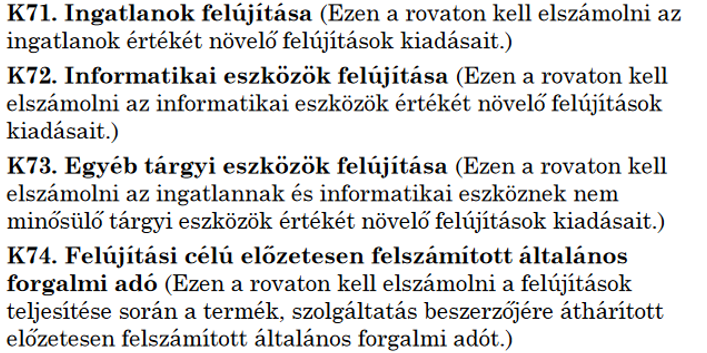 K71. Ingatlanok felújítása (Ezen a rovaton kell elszámolni az
ingatlanok értékét növelő felújítások kiadásait.)
K72. Informatikai eszközök felújítása (Ezen a rovaton kell
elszámolni az informatikai eszközök értékét növelő felújítások
kiadásait.)
K73. Egyéb tárgyi eszközök felújítása (Ezen a rovaton kell
elszámolni az ingatlannak és informatikai eszköznek nem
minősülő tárgyi eszközök értékét növelő felújítások kiadásait.)
K74. Felújítási célú előzetesen felszámított általános
forgalmi adó (Ezen a rovaton kell elszámolni a felújítások
teljesítése során a termék, szolgáltatás beszerzőjére áthárított
előzetesen felszámított általános forgalmi adót.)